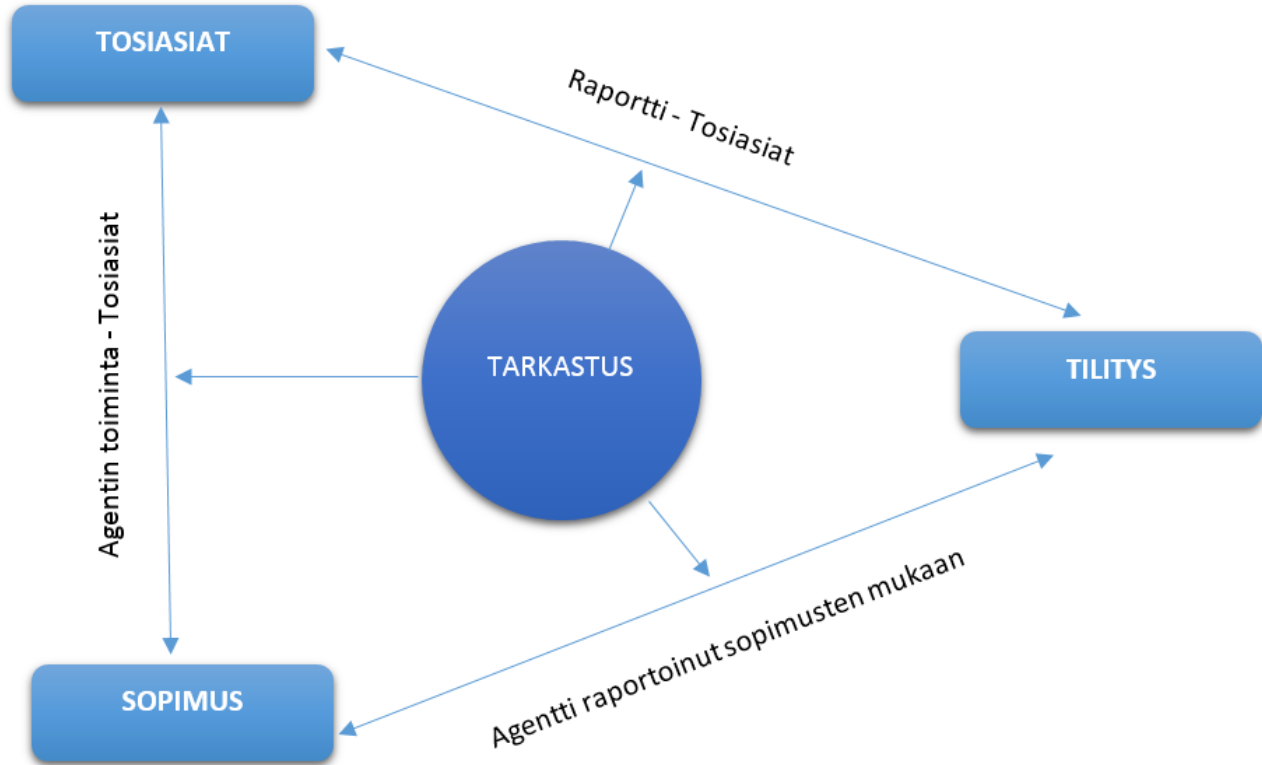 TOSIASIAT
Raportti - Tosiasiat
Agentin toiminta - Tosiasiat
TARKASTUS
TILITYS
SOPIMUS
Agentti raportoinut sopimusten mukaan